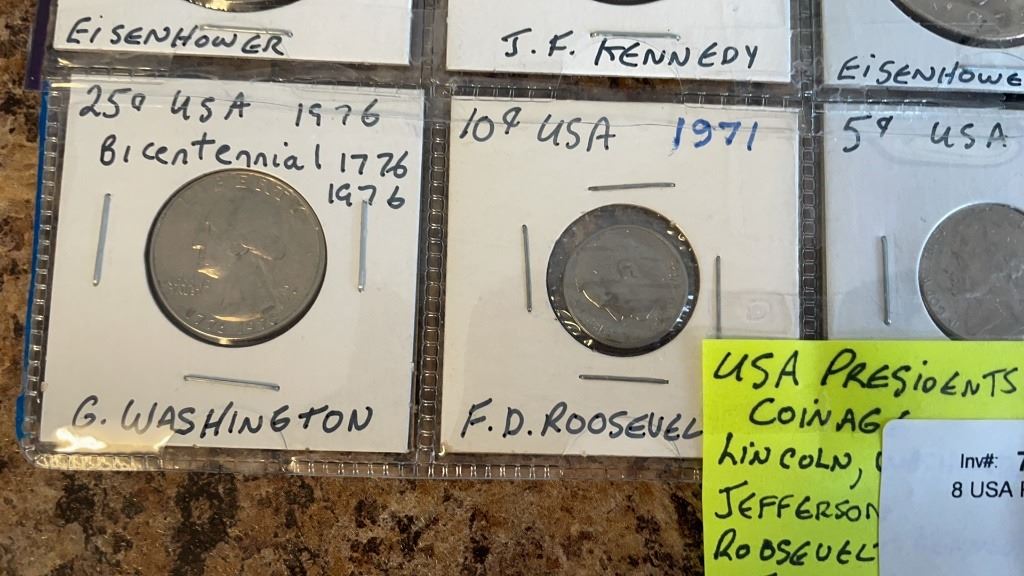 EISENHOWER
J. F. KENNEDY
EISENHOWE
25¢ USA 1976
Bicentennial 1776
1976
G. WASHINGTON
10¢ USA 1971
F. D. ROOSEVEL
5¢ USA
USA PRESIDENTS
COINAG
LINCOLN,
JEFFERSON
ROOSEVEL
Inv#: 7
8 USA